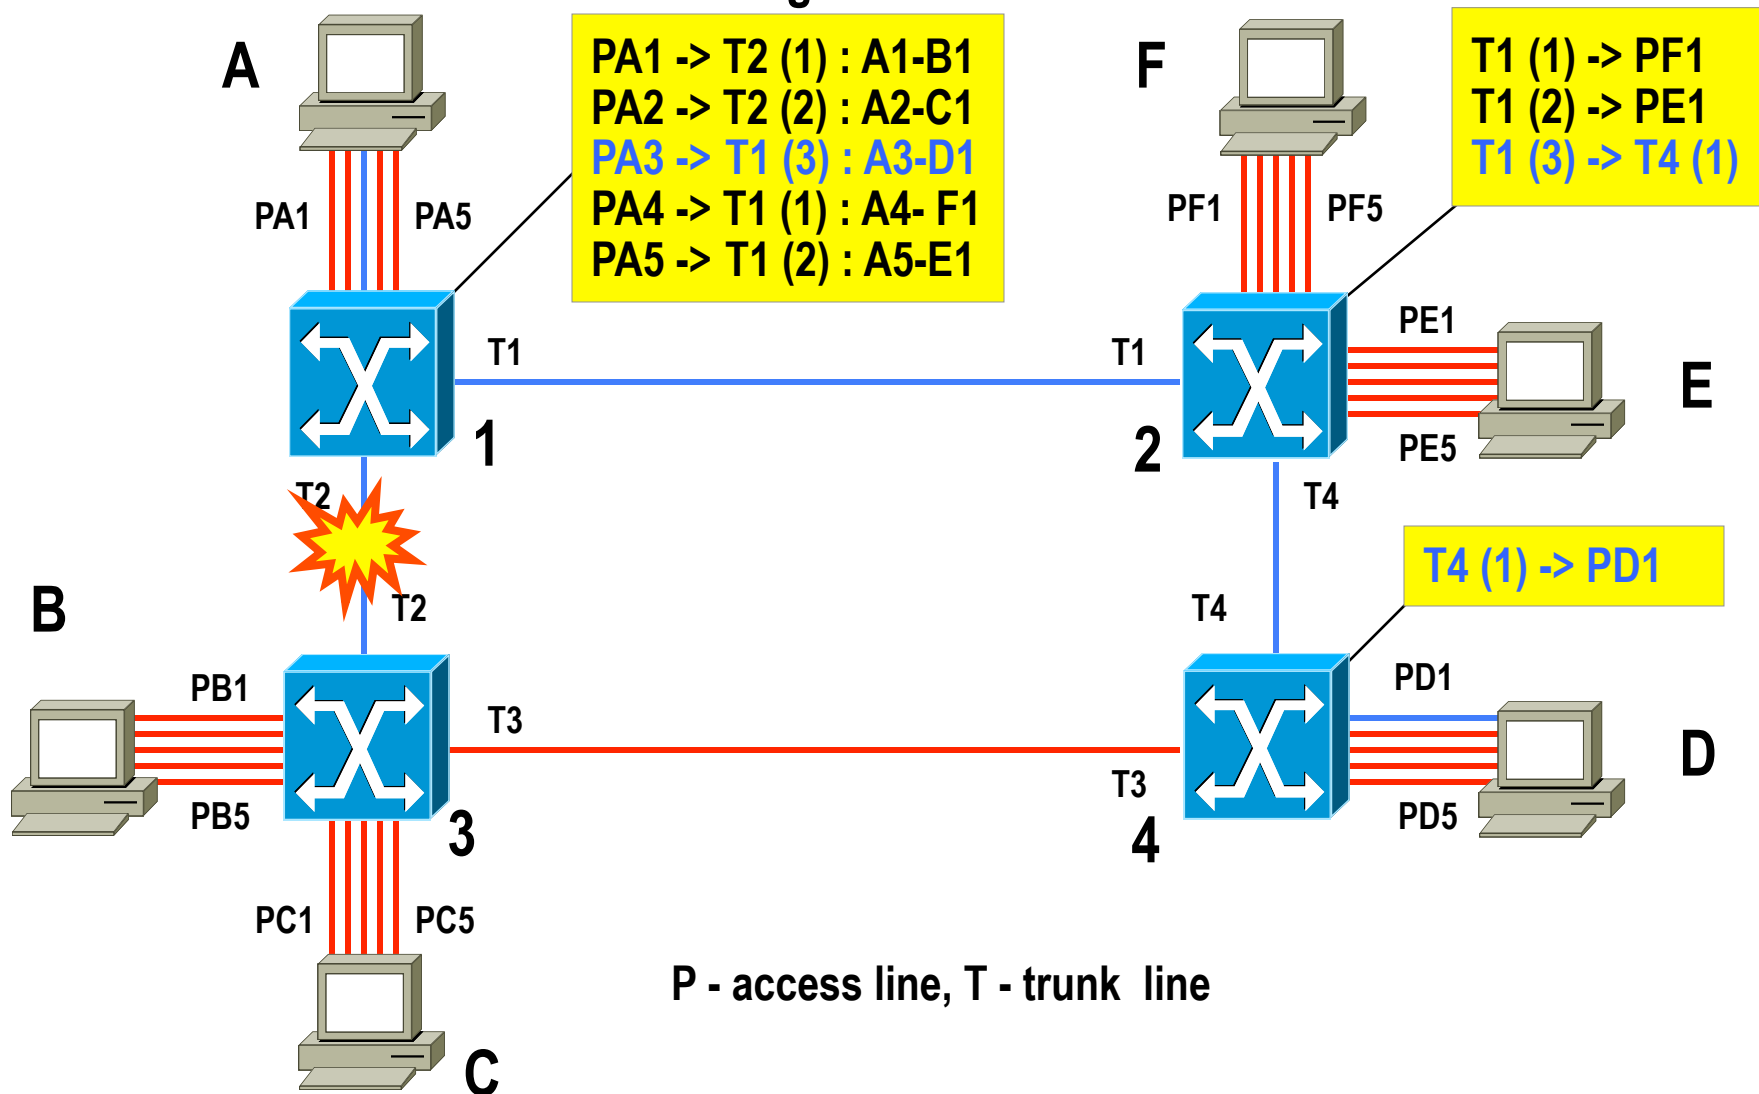 A
PA1 -> T2 (1) : A1-B1
PA2 -> T2 (2) : A2-C1
PA3 -> T1 (3) : A3-D1
PA4 -> T1 (1) : A4- F1
PA5 -> T1 (2) : A5-E1
F
T1 (1) -> PF1
T1 (2) -> PE1
T1 (3) -> T4 (1)
PA1
PA5
PF1
PF5
T1
T1
PE1
E
PE5
1
2
T2
T4
T4 (1) -> PD1
B
T2
T4
PB1
PD1
T3
T3
D
PB5
PD5
3
4
PC1
PC5
P - access line, T - trunk line
C